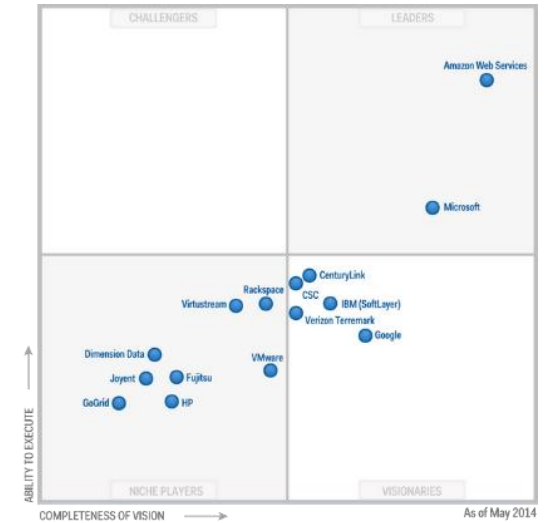 CHALLENGERS
LEADERS
Amazon Web Services
Microsoft
CenturyLink
CSC
Rackspace
IBM (SoftLayer)
Virtustream
Verizon Terremark
Google
Dimension Data
VMware
Joyent
Fujitsu
GoGrid
HP
NICHE PLAYERS
VISIONARIES
ABILITY TO EXECUTE
COMPLETENESS OF VISION
As of May 2014